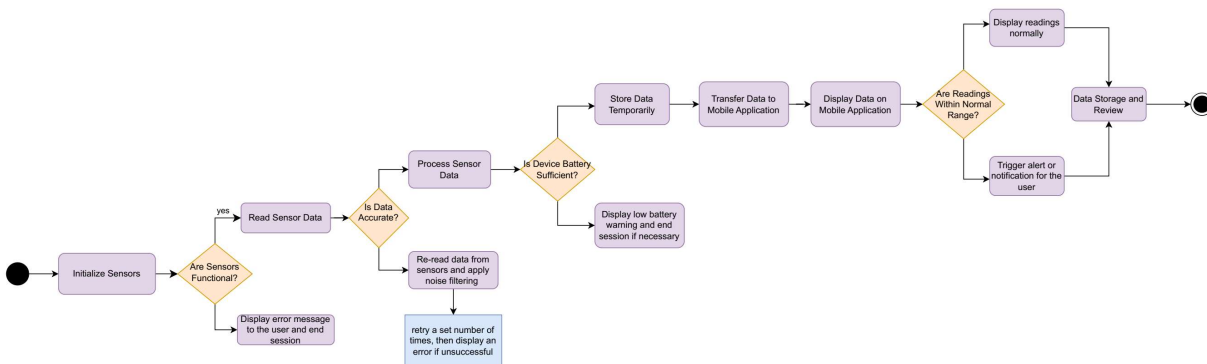 Initialize Sensors
Are Sensors
Functional?
yes
Display error message
to the user and end
session
Read Sensor Data
Is Data
Accurate?
Process Sensor
Data
Re-read data from
sensors and apply
noise filtering
retry a set number of
times, then display an
error if unsuccessful
Is Device Battery
Sufficient?
Store Data
Temporarily
Display low battery
warning and end
session if necessary
Transfer Data to
Mobile Application
Display Data on
Mobile Application
Are Readings
Within Normal
Range?
Display readings
normally
Trigger alert or
notification for the
user
Data Storage and
Review